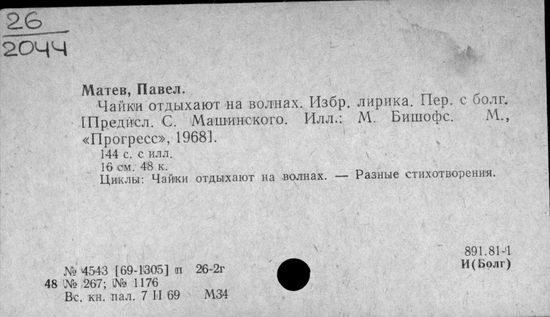 26
2044
Матев, Павел.
Чайки отдыхают на волнах. Избр. лирика. Пер. с болг.
[Предисл. С. Машинского. Илл.: М. Бишофс. М.,
«Прогресс», 1968].
144 с. с илл.
16 см. 48 к.
Циклы: Чайки отдыхают на волнах. — Разные стихотворения.
891.81-1
И(Болг)
№ 4543 [69-1305] п 26-2г
48 № 267; № 1176
Вс. кн. пал. 7 II 69 М34